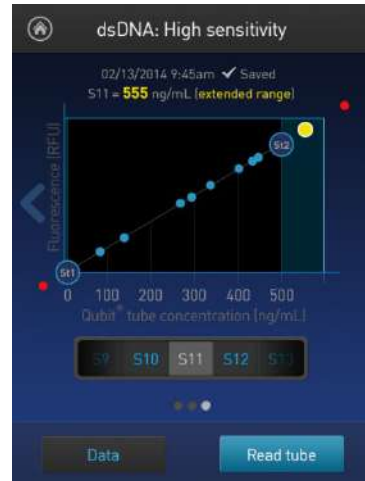 dsDNA: High sensitivity
02/13/2014 9:45am ✓ Saved
S11 = 555 ng/mL (extended range)
Fluorescence (RFU)
St2
St1
0 100 200 300 400 500
Qubit® tube concentration (ng/mL)
S9 S10 S11 S12 S13
Data Read tube